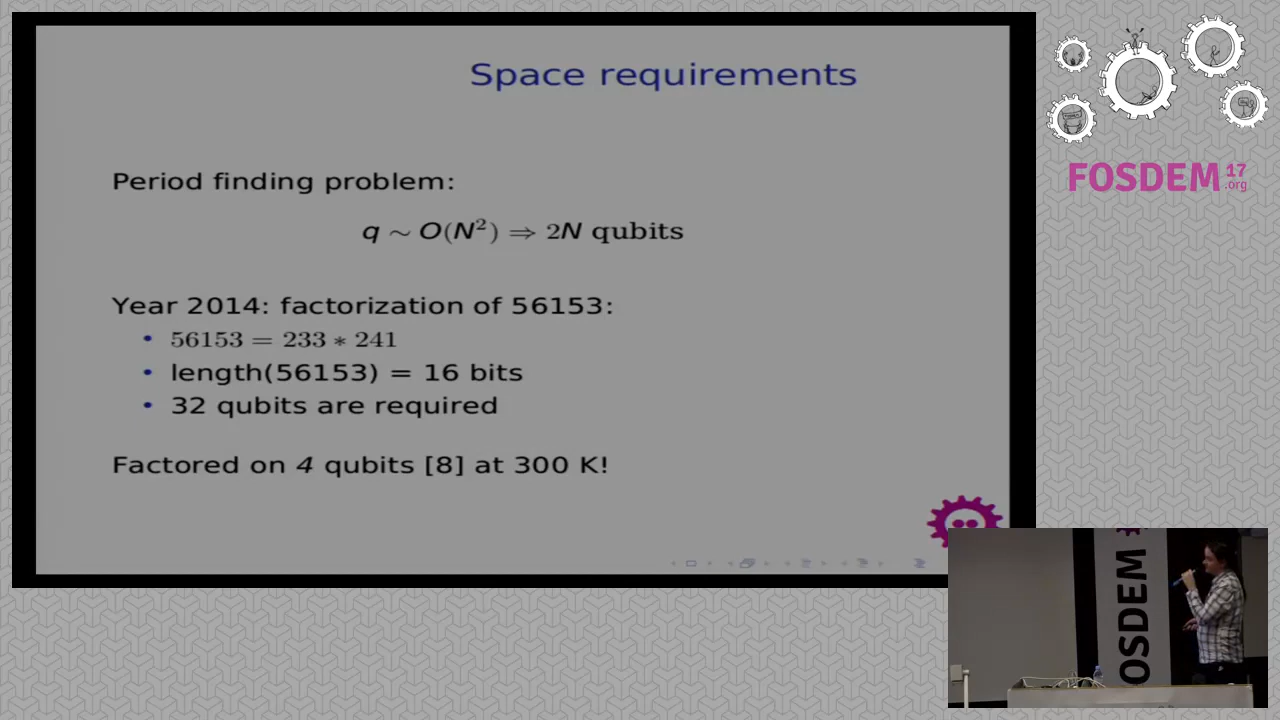 Space requirements
Period finding problem:
q ∼ O(N²) ⇒ 2N qubits
Year 2014: factorization of 56153:
• 56153 = 233 ∗ 241
• length(56153) = 16 bits
• 32 qubits are required
Factored on 4 qubits [8] at 300 K!
FOSDEM 17
.org
OSDEM